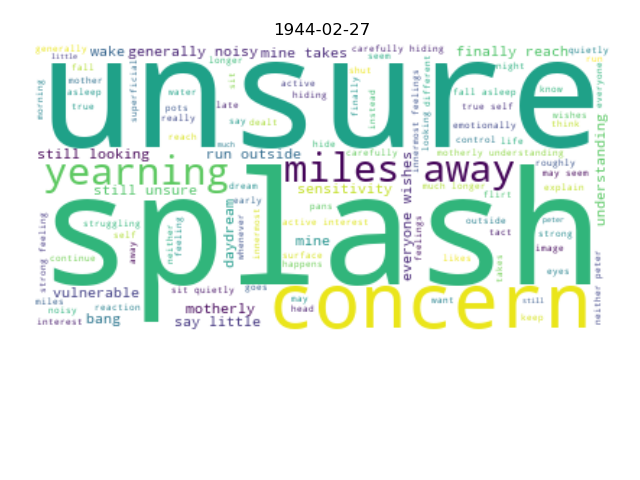 1944-02-27
generally
wake
generally noisy
mine takes
carefully hiding
finally reach
quietly
little
longer
seem
run
fall
mother
asleep
true
morning
superficial
water
pots
really
reach
sit
late
say
dealt
much
active
hiding
hide
shut
finally
instead
carefully
innermost feelings
looking
different
night
fall asleep
know
true self
wishes
think
emotionally
control
life
everyone
unsure
still looking
run outside
miles away
roughly
may seem
understanding
yearning
still unsure
dream
early
sensitivity
pans
everyone wishes
much longer
flirt
explain
motherly understanding
splash
strong feeling
struggling
self
away
continue
neither
feeling
daydream
whenever
innermost
active interest
mine
surface
happens
feelings
likes
takes
outside
tact
peter
strong
image
eyes
neither peter
vulnerable
sit quietly
goes
miles
noisy
reaction
interest
bang
motherly
say little
may
head
concern
want
still
keep